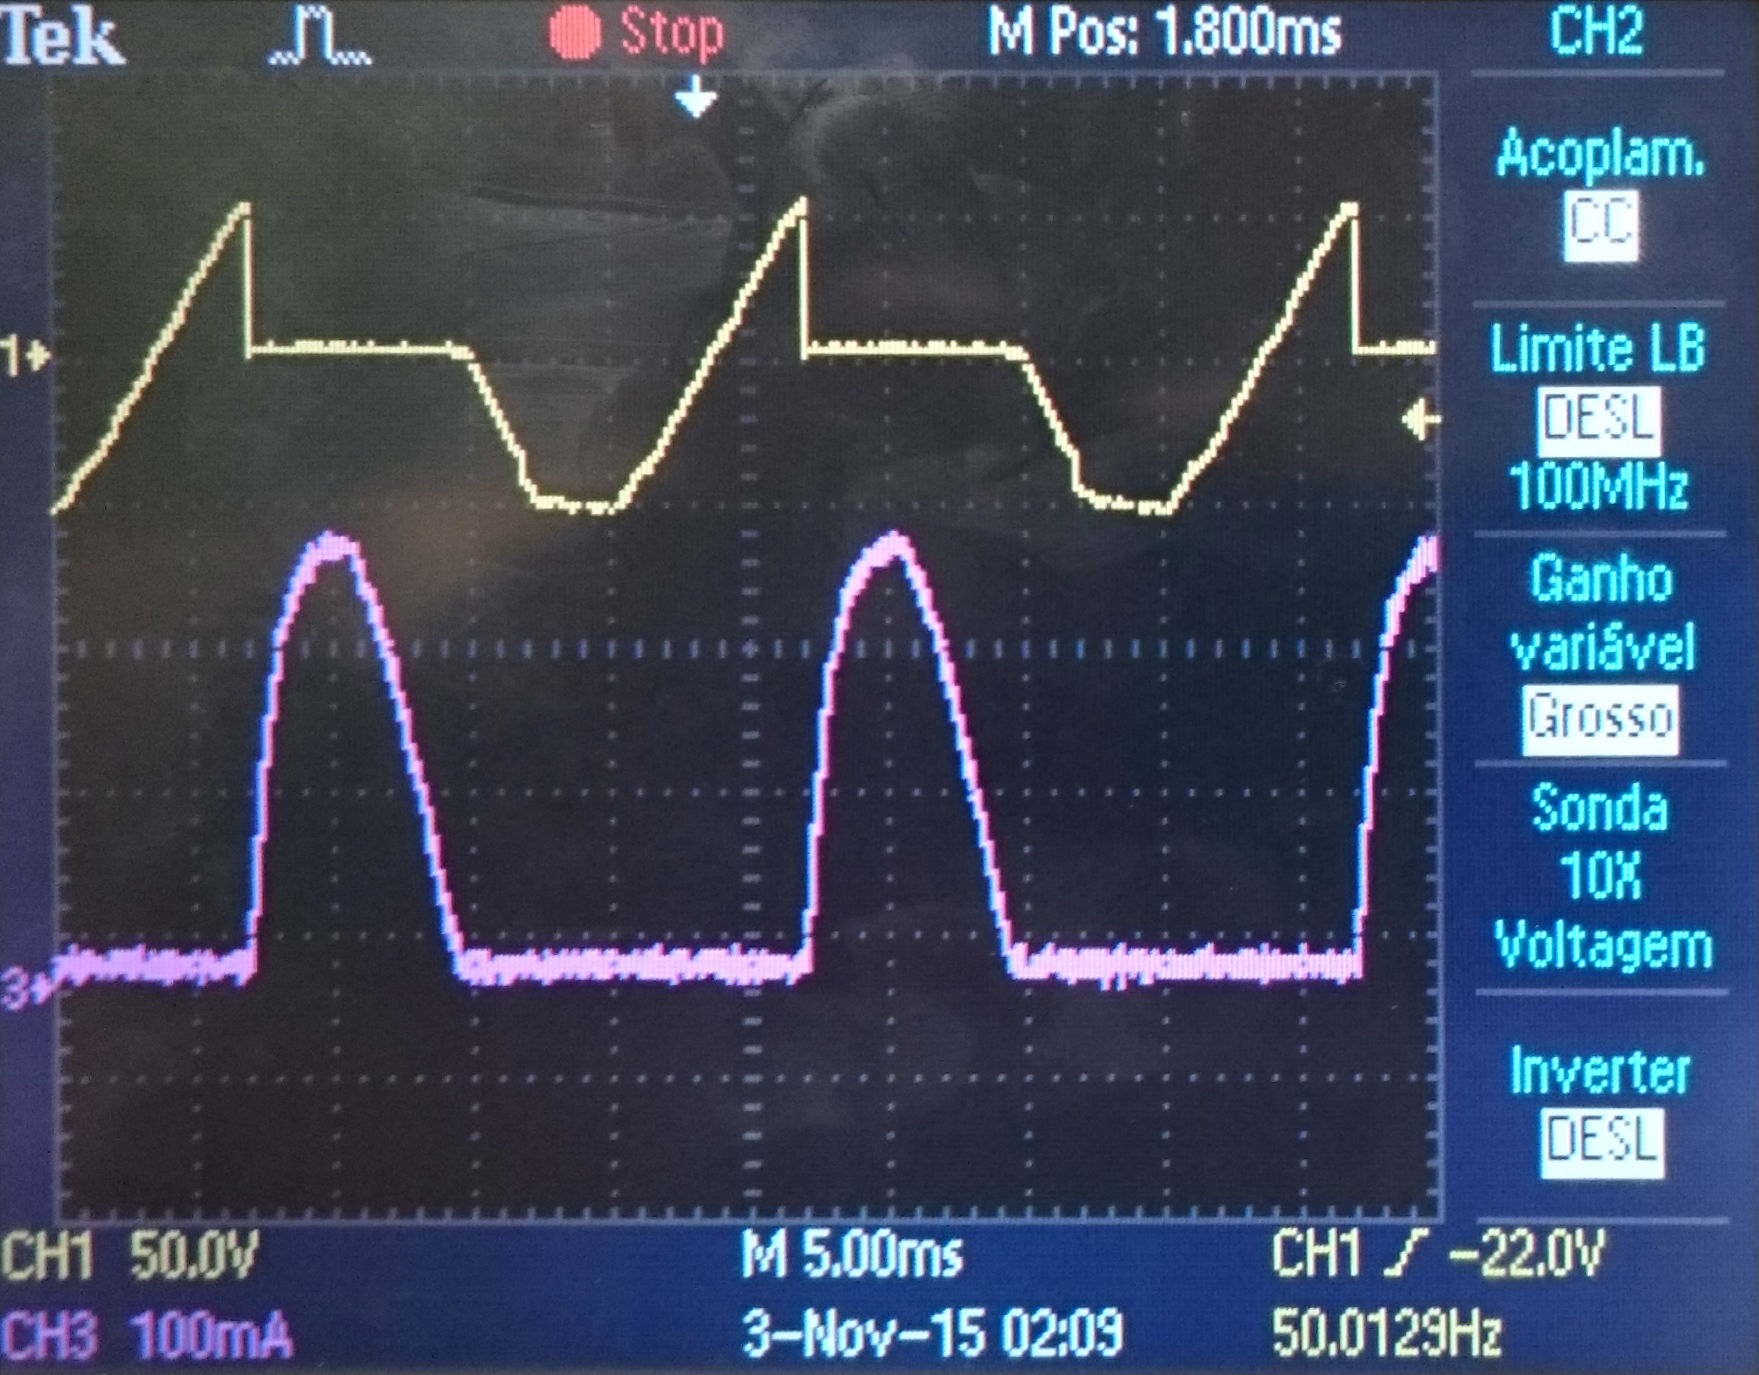 Tek Stop M Pos: 1.800ms CH2
Acoplam.
CC
1
Limite LB
DESL
100MHz
Ganho
variável
Grosso
Sonda
10X
Voltagem
3
Inverter
DESL
CH1 50.0V M 5.00ms CH1 -22.0V
CH3 100mA 3-Nov-15 02:09 50.0129Hz